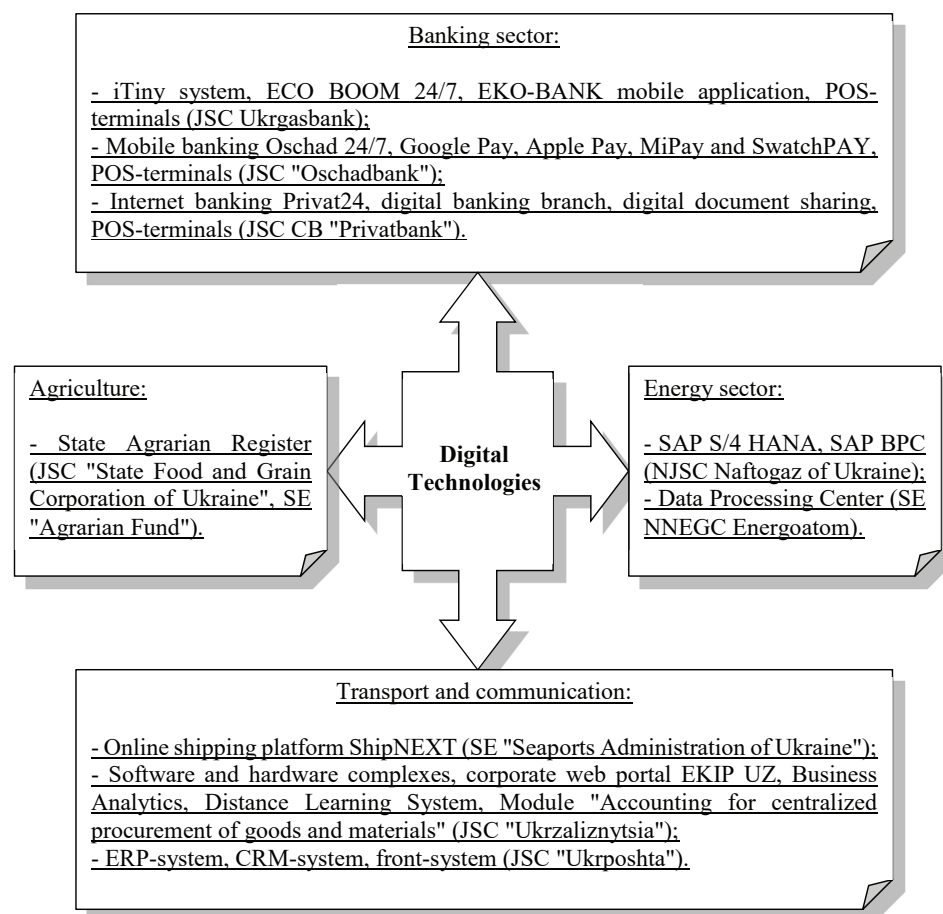 Banking sector:
- iTiny system, ECO BOOM 24/7, EKO-BANK mobile application, POS-
terminals (JSC Ukrgasbank);
- Mobile banking Oschad 24/7, Google Pay, Apple Pay, MiPay and SwatchPAY,
POS-terminals (JSC "Oschadbank");
- Internet banking Privat24, digital banking branch, digital document sharing,
POS-terminals (JSC CB "Privatbank").
Agriculture:
- State Agrarian Register
(JSC "State Food and Grain
Corporation of Ukraine", SE
"Agrarian Fund").
Digital
Technologies
Energy sector:
- SAP S/4 HANA, SAP BPC
(NJSC Naftogaz of Ukraine);
- Data Processing Center (SE
NNEGC Energoatom).
Transport and communication:
- Online shipping platform ShipNEXT (SE "Seaports Administration of Ukraine");
- Software and hardware complexes, corporate web portal EKIP UZ, Business
Analytics, Distance Learning System, Module "Accounting for centralized
procurement of goods and materials" (JSC "Ukrzaliznytsia");
- ERP-system, CRM-system, front-system (JSC "Ukrposhta").